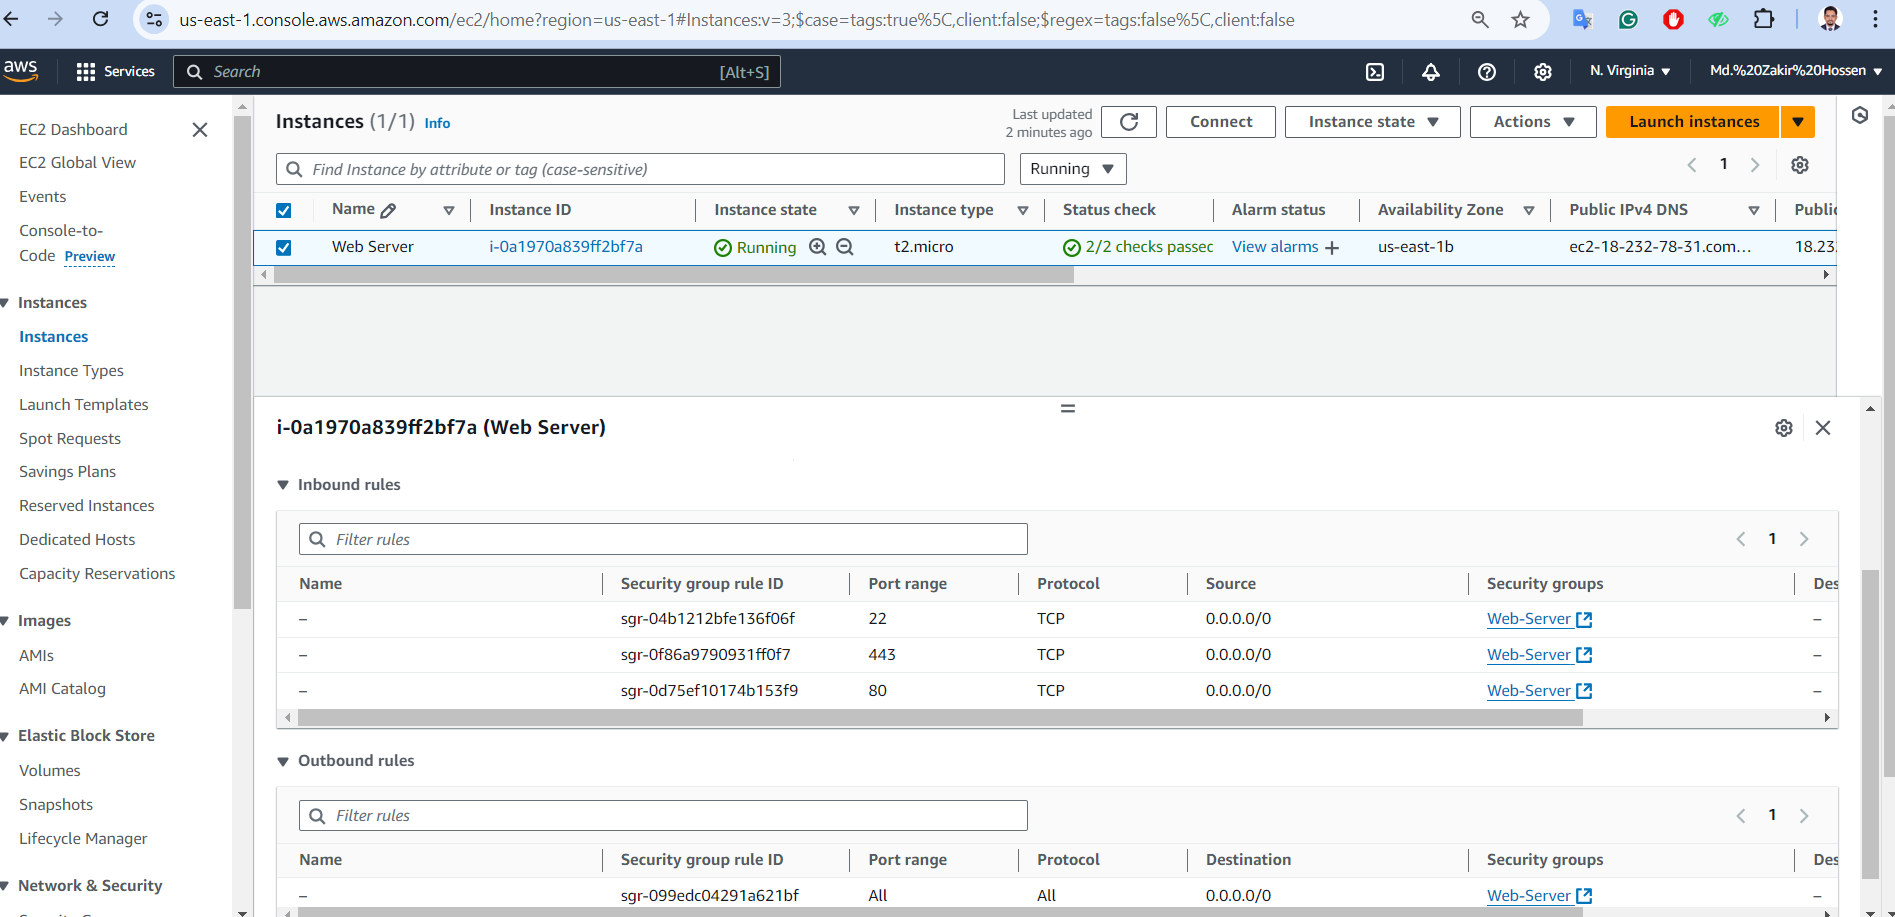 us-east-1.console.aws.amazon.com/ec2/home?region=us-east-1#Instances:v=3;$case=tags:true%5C,client:false;$regex=tags:false%5C,client:false
aws Services Search [Alt+S] N. Virginia Md.%20Zakir%20Hossen
EC2 Dashboard
EC2 Global View
Events
Console-to-
Code Preview
Instances
Instances
Instance Types
Launch Templates
Spot Requests
Savings Plans
Reserved Instances
Dedicated Hosts
Capacity Reservations
Images
AMIs
AMI Catalog
Elastic Block Store
Volumes
Snapshots
Lifecycle Manager
Network & Security
Instances (1/1) Info
Last updated
2 minutes ago
Connect Instance state Actions Launch instances
Find Instance by attribute or tag (case-sensitive) Running 1
Name Instance ID Instance state Instance type Status check Alarm status Availability Zone Public IPv4 DNS Public
Web Server i-0a1970a839ff2bf7a Running t2.micro 2/2 checks passed View alarms us-east-1b ec2-18-232-78-31.com... 18.23
i-0a1970a839ff2bf7a (Web Server)
Inbound rules
Filter rules 1
Name Security group rule ID Port range Protocol Source Security groups Des
– sgr-04b1212bfe136f06f 22 TCP 0.0.0.0/0 Web-Server –
– sgr-0f86a9790931ff0f7 443 TCP 0.0.0.0/0 Web-Server –
– sgr-0d75ef10174b153f9 80 TCP 0.0.0.0/0 Web-Server –
Outbound rules
Filter rules 1
Name Security group rule ID Port range Protocol Destination Security groups Des
– sgr-099edc04291a621bf All All 0.0.0.0/0 Web-Server –